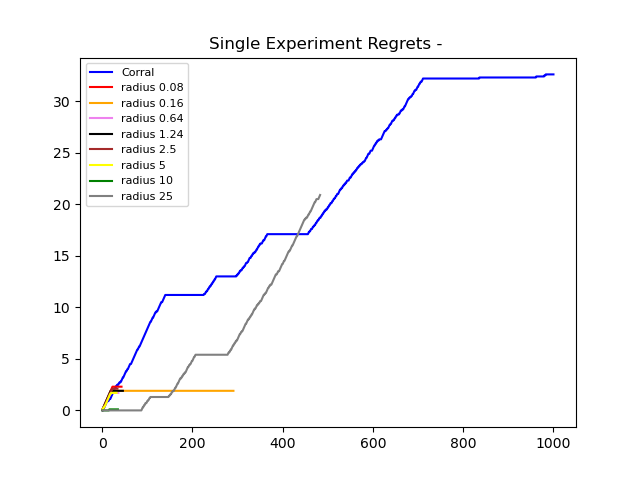 Single Experiment Regrets -
Corral
radius 0.08
radius 0.16
radius 0.64
radius 1.24
radius 2.5
radius 5
radius 10
radius 25
30
25
20
15
10
5
0
0 200 400 600 800 1000